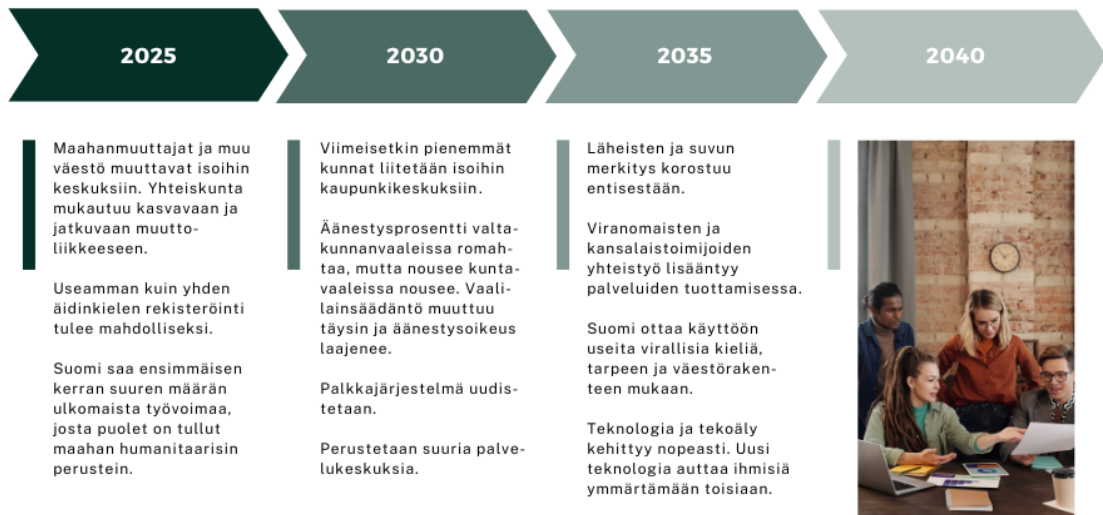 2025
2030
2035
2040
Maahanmuuttajat ja muu
väestö muuttavat isoihin
keskuksiin. Yhteiskunta
mukautuu kasvavaan ja
jatkuvaan muutto-
liikkeeseen.
Useamman kuin yhden
äidinkielen rekisteröinti
tulee mahdolliseksi.
Suomi saa ensimmäisen
kerran suuren määrän
ulkomaista työvoimaa,
josta puolet on tullut
maahan humanitaarisin
perustein.
Viimeisetkin pienemmät
kunnat liitetään isoihin
kaupunkikeskuksiin.
Äänestysprosentti valta-
kunnanvaaleissa romah-
taa, mutta nousee kunta-
vaaleissa nousee. Vaali-
lainsäädäntö muuttuu
täysin ja äänestysoikeus
laajenee.
Palkkajärjestelmä uudis-
tetaan.
Perustetaan suuria palve-
lukeskuksia.
Läheisten ja suvun
merkitys korostuu
entisestään.
Viranomaisten ja
kansalaistoimijoiden
yhteistyö lisääntyy
palveluiden tuottamisessa.
Suomi ottaa käyttöön
useita virallisia kieliä,
tarpeen ja väestöraken-
teen mukaan.
Teknologia ja tekoäly
kehittyy nopeasti. Uusi
teknologia auttaa ihmisiä
ymmärtämään toisiaan.